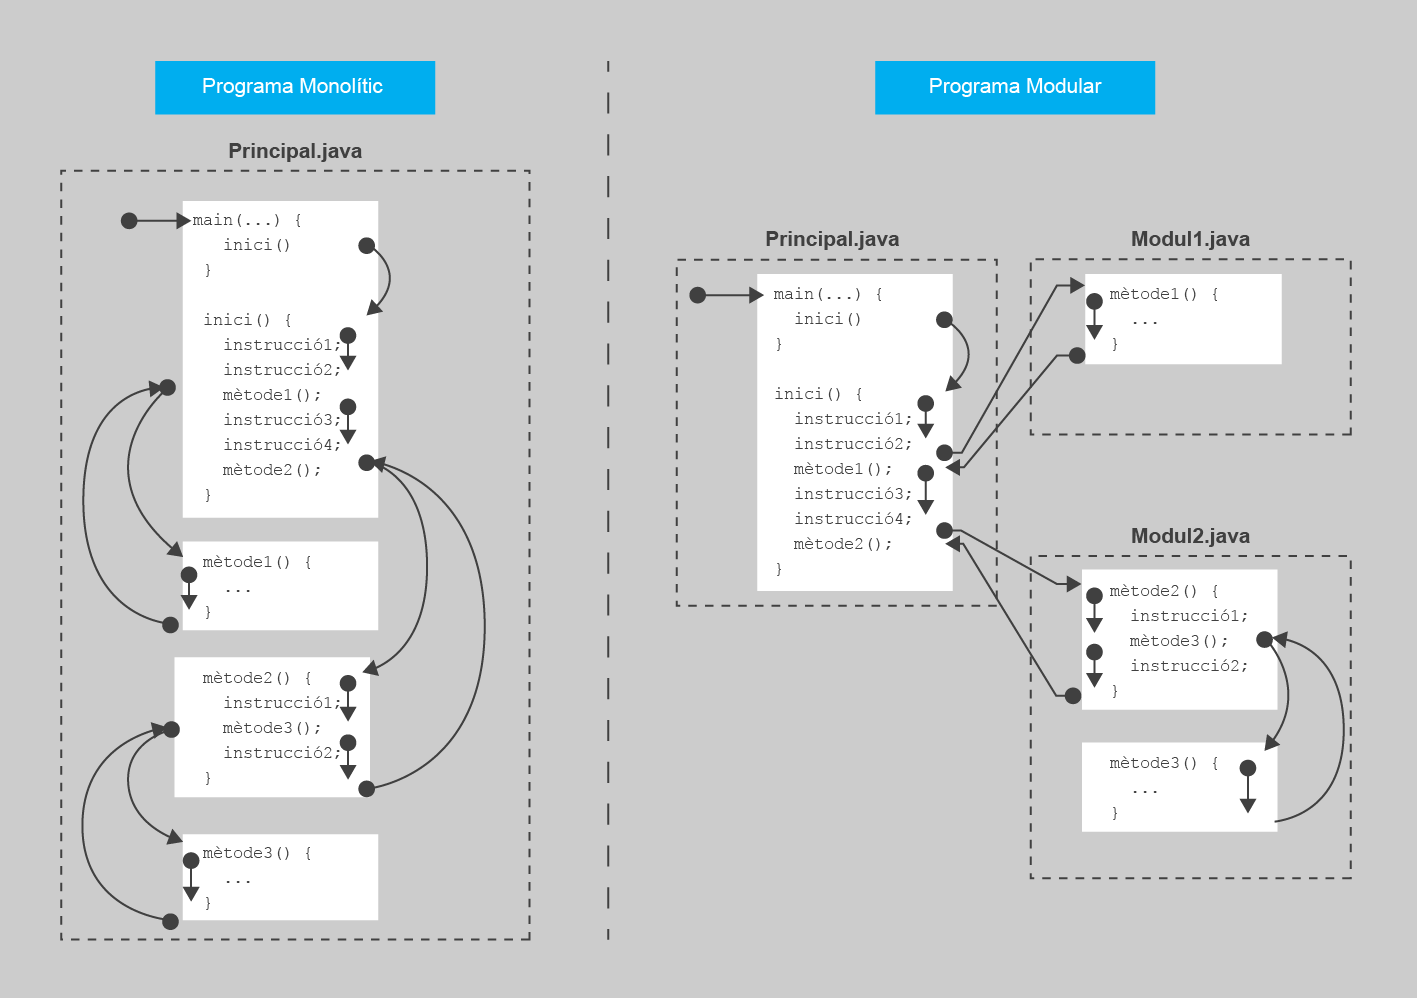 Programa Monolític
Principal.java
main(...) {
inici()
}
inici() {
instrucció1;
instrucció2;
mètode1();
instrucció3;
instrucció4;
mètode2();
}
mètode1() {
...
}
mètode2() {
instrucció1;
mètode3();
instrucció2;
}
mètode3() {
...
}
Programa Modular
Principal.java
main(...) {
inici()
}
inici() {
instrucció1;
instrucció2;
mètode1();
instrucció3;
instrucció4;
mètode2();
}
Modul1.java
mètode1() {
...
}
Modul2.java
mètode2() {
instrucció1;
mètode3();
instrucció2;
}
mètode3() {
...
}